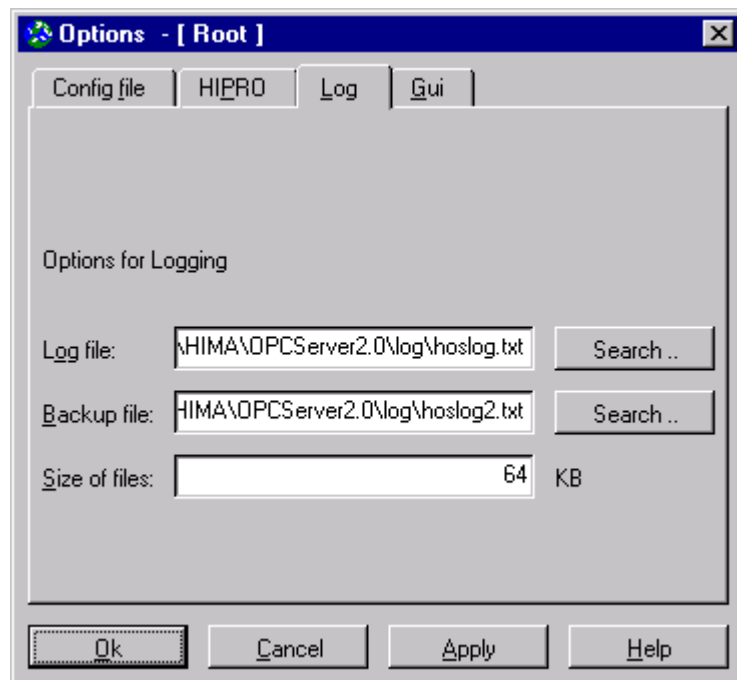 Options - [ Root ]
Config file HIPRO Log Gui
Options for Logging
Log file: \HIMA\OPCServer2.0\log\hoslog.txt Search ..
Backup file: HIMA\OPCServer2.0\log\hoslog2.txt Search ..
Size of files: 64 KB
Ok Cancel Apply Help